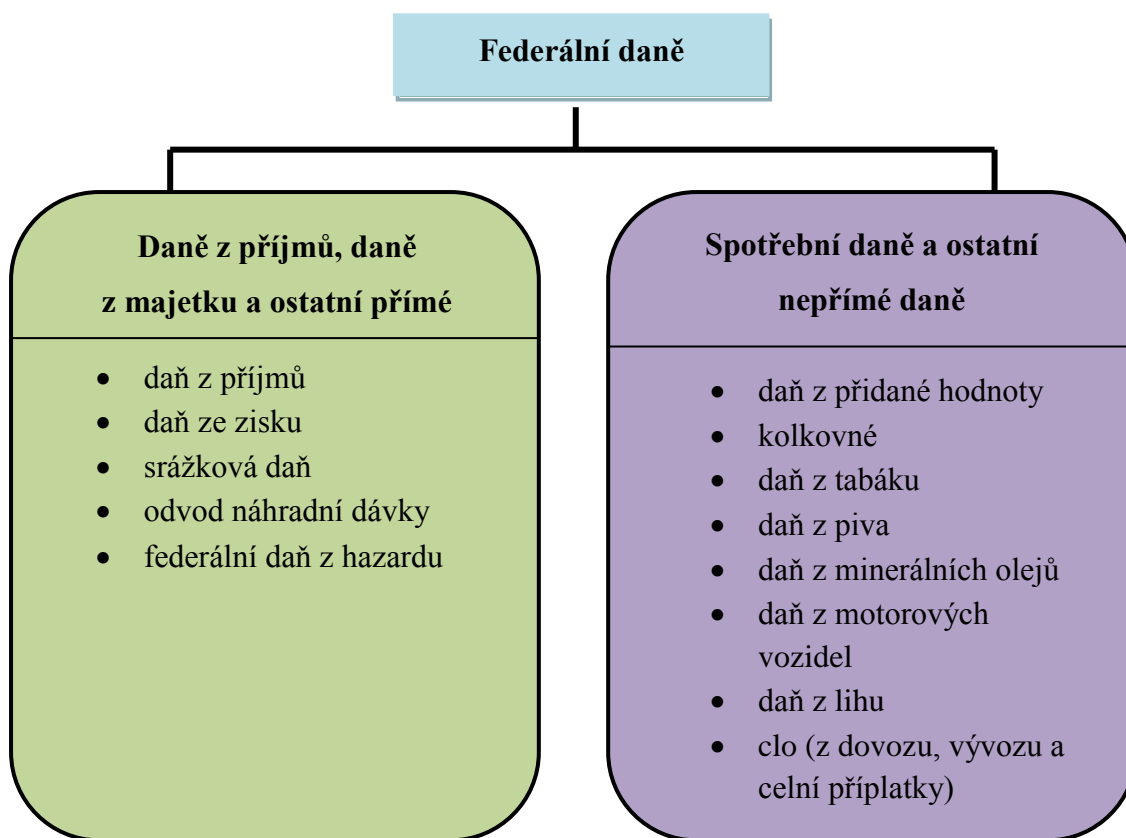 Federální daně
Daně z příjmů, daně
z majetku a ostatní přímé
• daň z příjmů
• daň ze zisku
• srážková daň
• odvod náhradní dávky
• federální daň z hazardu
Spotřební daně a ostatní
nepřímé daně
• daň z přidané hodnoty
• kolkovné
• daň z tabáku
• daň z piva
• daň z minerálních olejů
• daň z motorových
vozidel
• daň z lihu
• clo (z dovozu, vývozu a
celní příplatky)